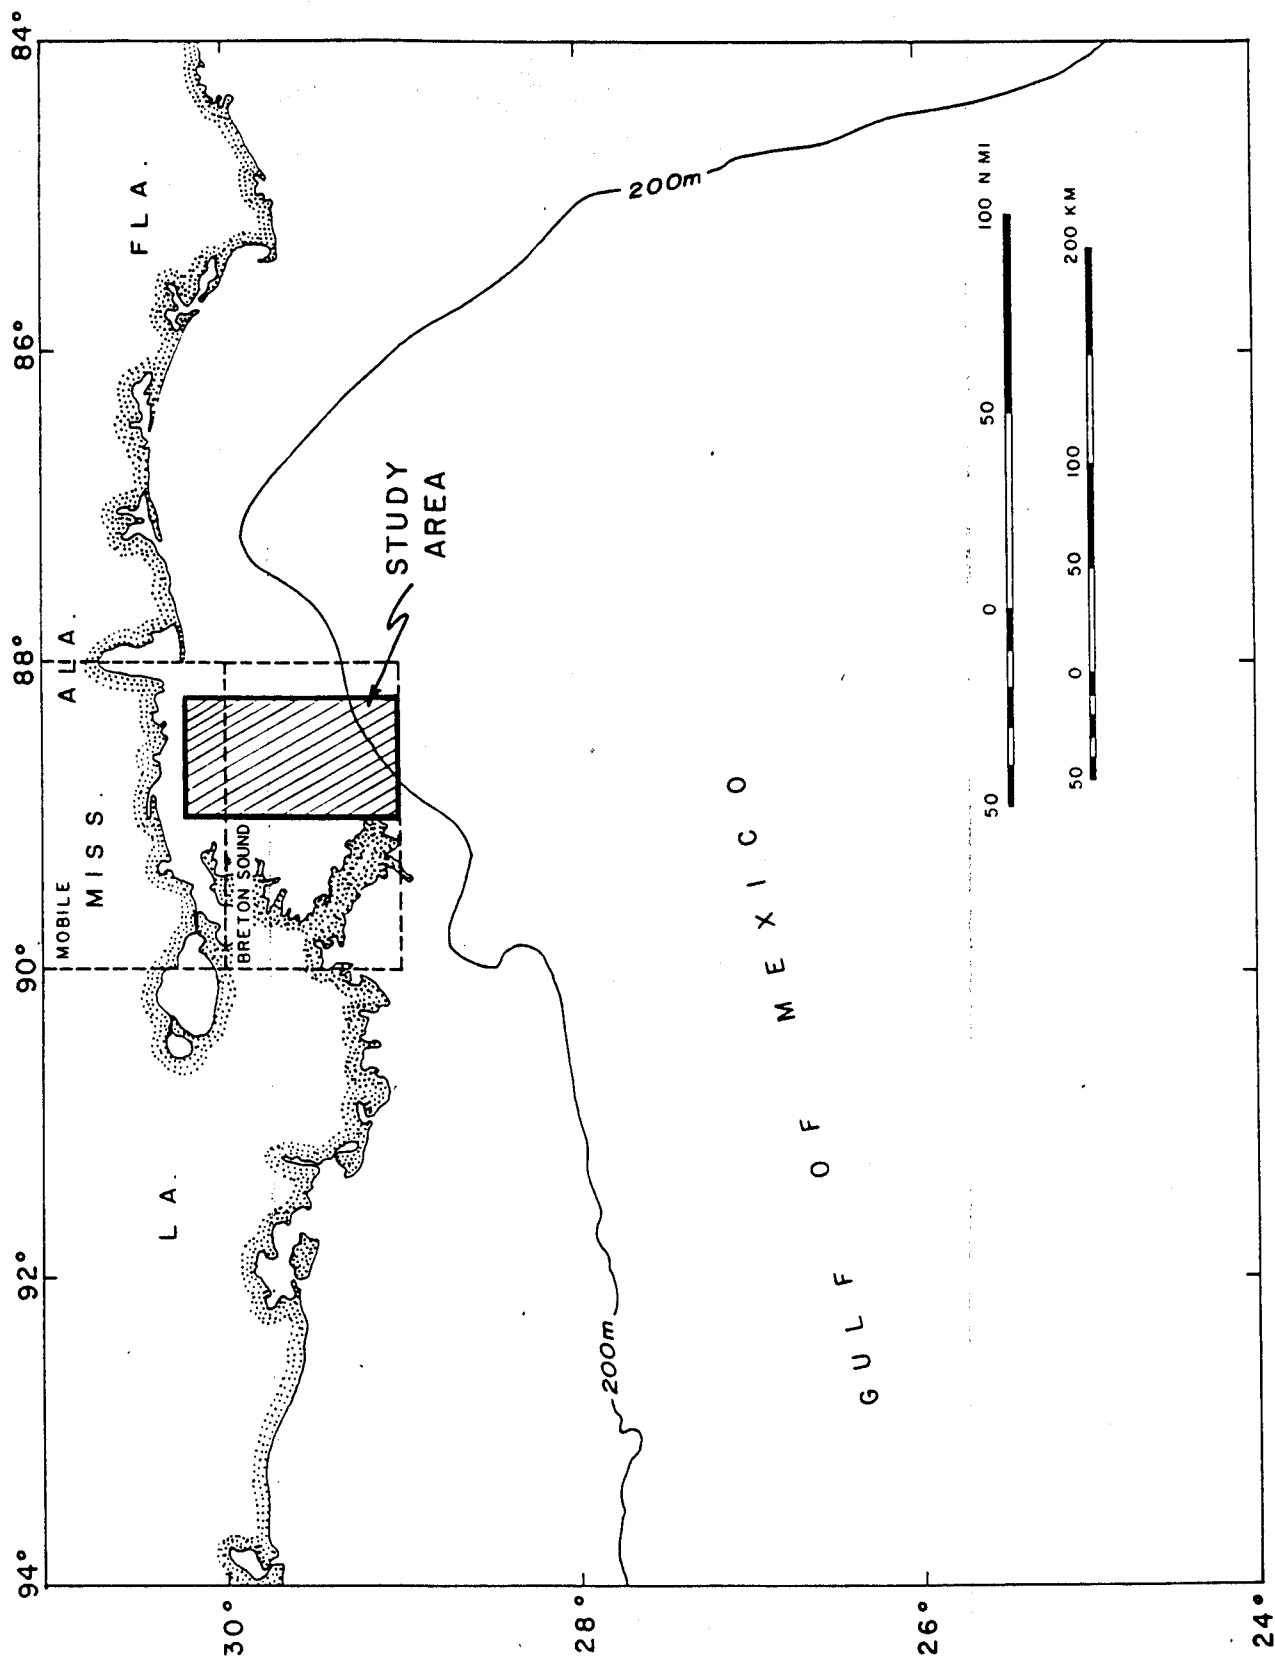 94° 92° 90° 88° 86° 84°
MOBILE
MISS.
ALA.
LA.
FLA.
30°
BRETON SOUND
STUDY
AREA
28°
200m
200m
GULF OF MEXICO
26°
50 0 50 100 N MI
50 0 50 100 200 KM
24°